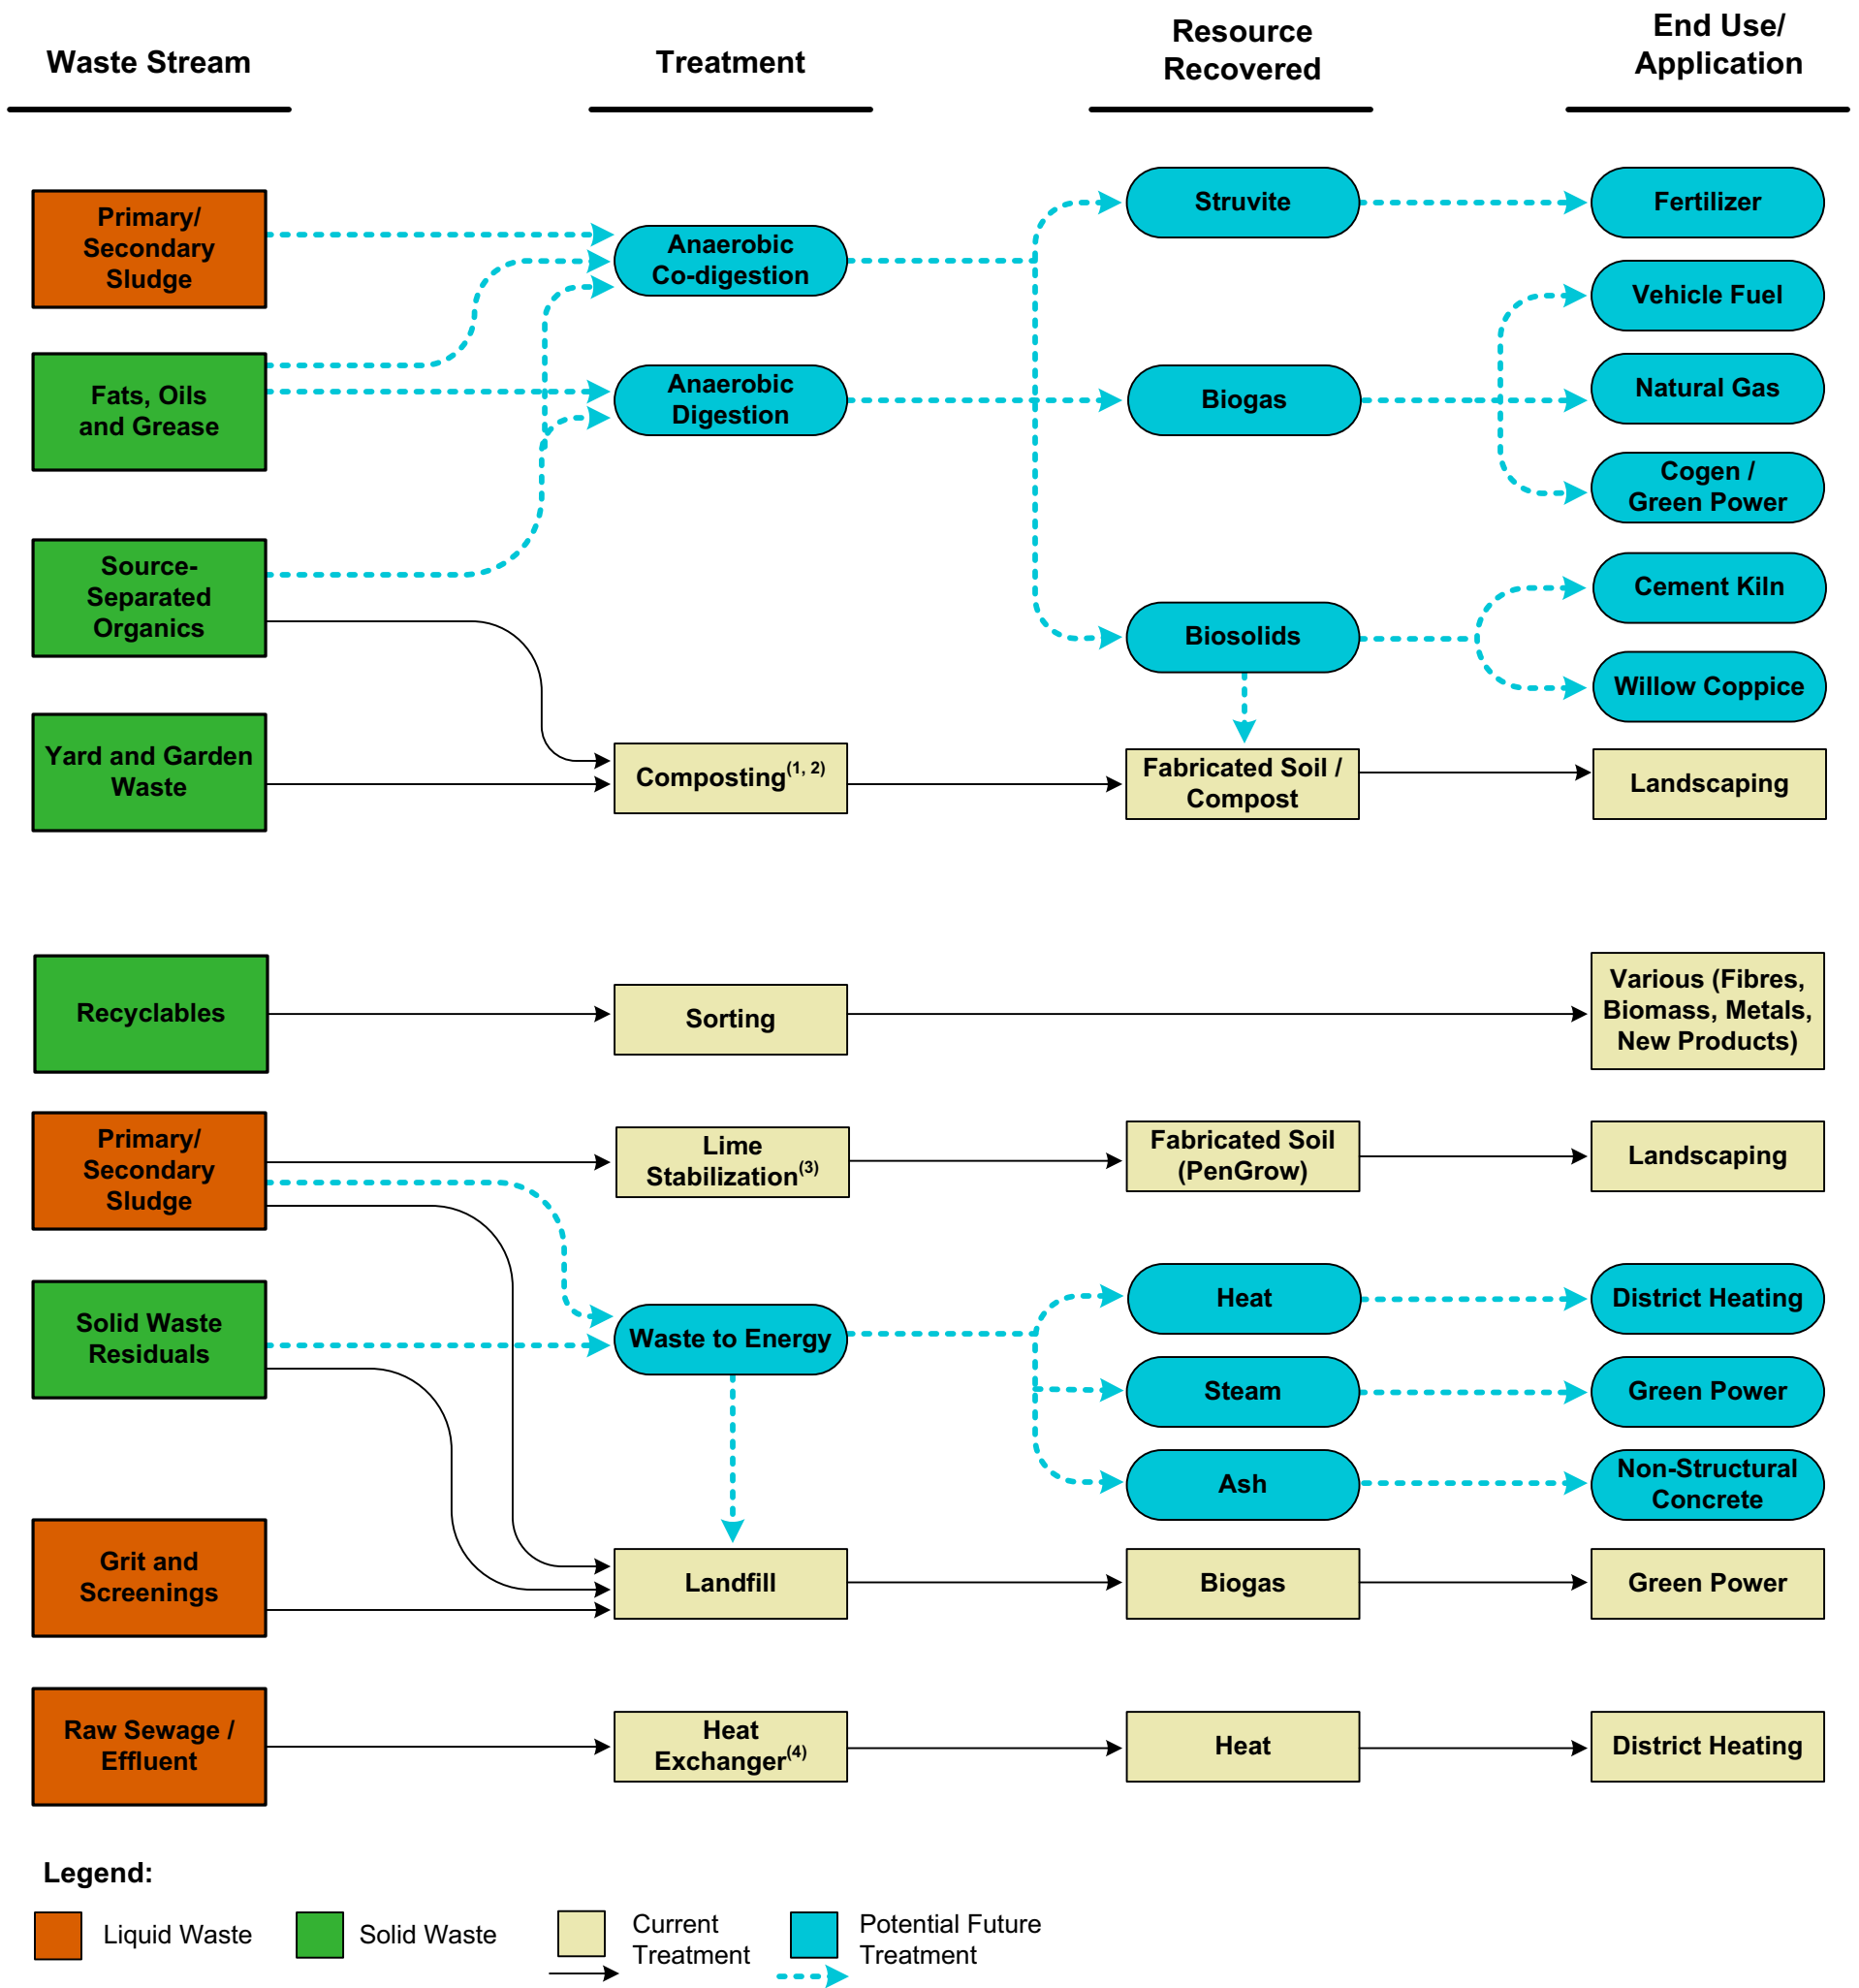 Waste Stream
Treatment
Resource
Recovered
End Use/
Application
Primary/
Secondary
Sludge
Anaerobic
Co-digestion
Struvite
Fertilizer
Vehicle Fuel
Fats, Oils
and Grease
Anaerobic
Digestion
Biogas
Natural Gas
Cogen /
Green Power
Source-
Separated
Organics
Biosolids
Cement Kiln
Willow Coppice
Yard and Garden
Waste
Composting(1, 2)
Fabricated Soil /
Compost
Landscaping
Recyclables
Sorting
Various (Fibres,
Biomass, Metals,
New Products)
Primary/
Secondary
Sludge
Lime
Stabilization(3)
Fabricated Soil
(PenGrow)
Landscaping
Solid Waste
Residuals
Waste to Energy
Heat
District Heating
Steam
Green Power
Ash
Non-Structural
Concrete
Grit and
Screenings
Landfill
Biogas
Green Power
Raw Sewage /
Effluent
Heat
Exchanger(4)
Heat
District Heating
Legend:
Liquid Waste
Solid Waste
Current
Treatment
Potential Future
Treatment